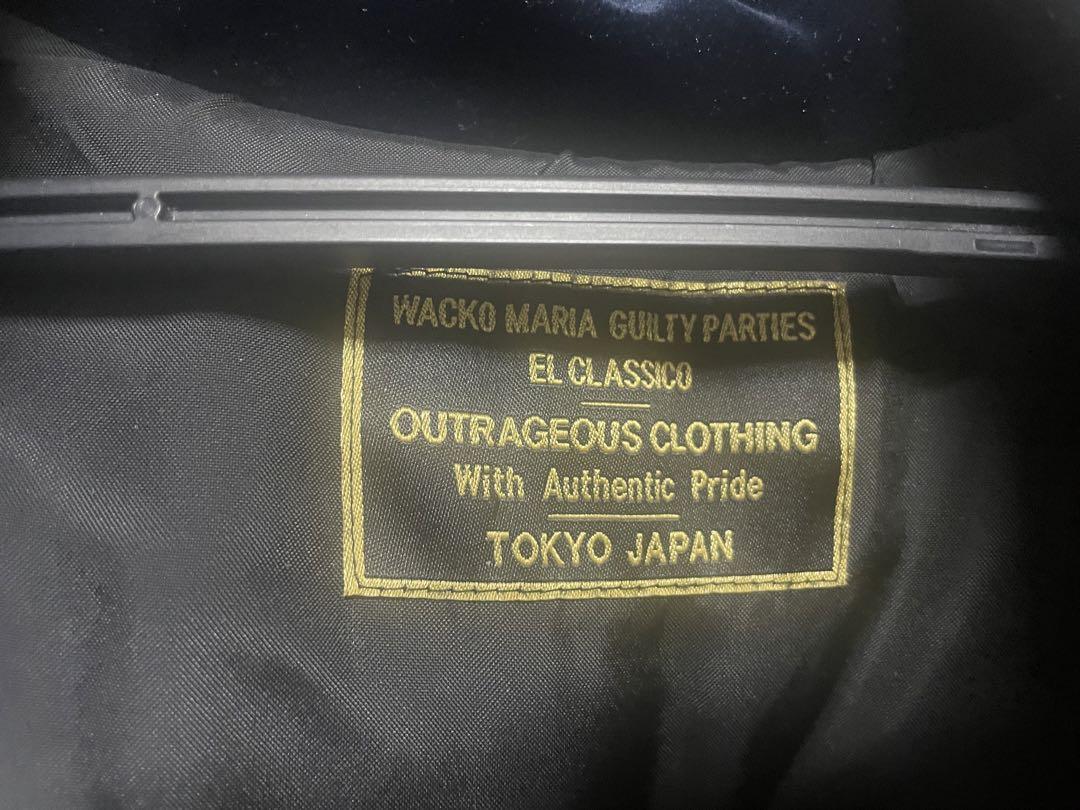 WACKO MARIA GUILTY PARTIES
EL CLASSICO
OUTRAGEOUS CLOTHING
With Authentic Pride
TOKYO JAPAN